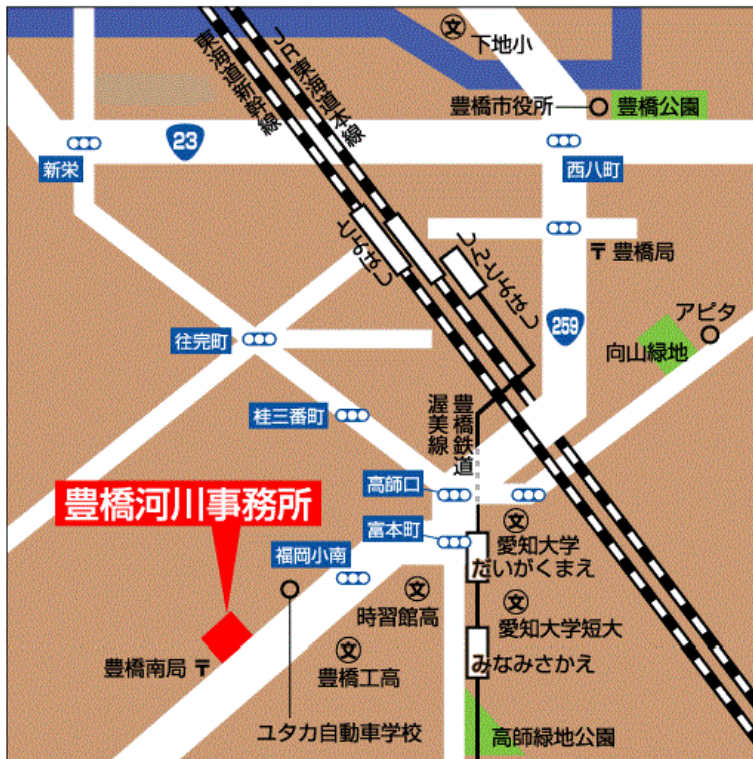 下地小
東海道新幹線
JR東海道本線
豊橋市役所
豊橋公園
23
新栄
西八町
とよはし
しんとよはし
〒豊橋局
259
アピタ
向山緑地
往完町
桂三番町
豊橋鉄道
渥美線
高師口
豊橋河川事務所
富本町
福岡小南
愛知大学
だいがくまえ
時習館高
愛知大学短大
豊橋工高
みなみさかえ
豊橋南局〒
ユタカ自動車学校
高師緑地公園
文
文
文
文
文